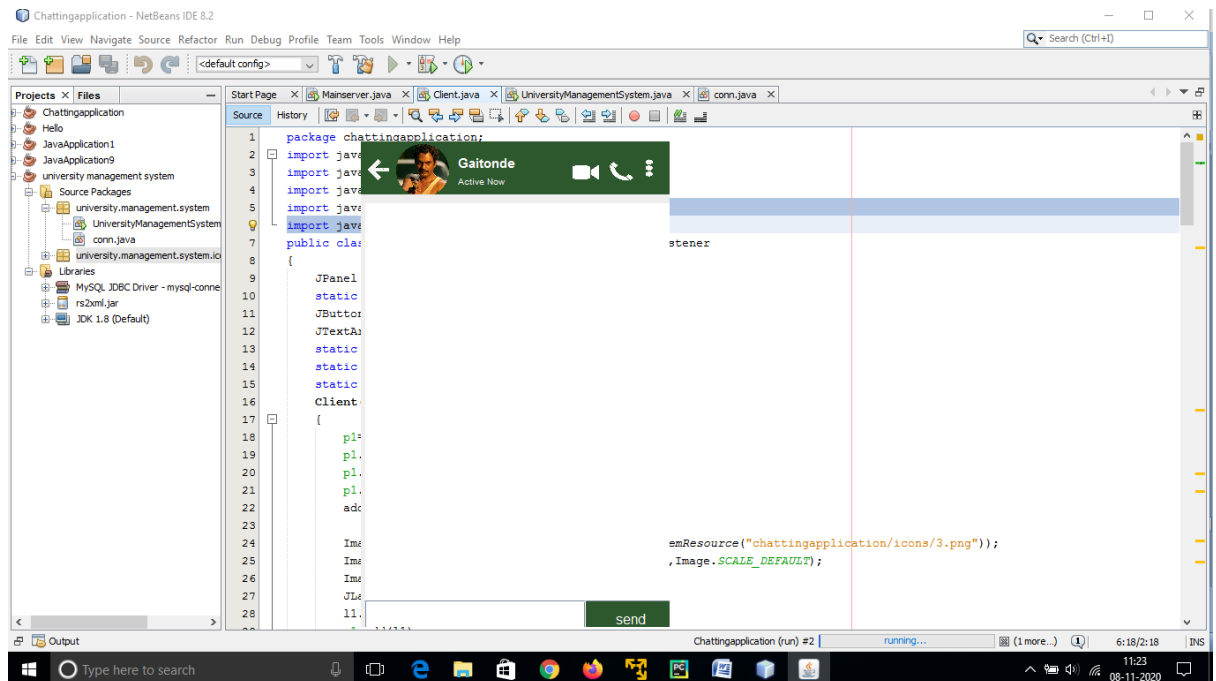 Chattingapplication - NetBeans IDE 8.2
File Edit View Navigate Source Refactor Run Debug Profile Team Tools Window Help
Search (Ctrl+I)
<default config>
Projects Files
Start Page Mainserver.java Client.java UniversityManagementSystem.java conn.java
Chattingapplication
Hello
JavaApplication1
JavaApplication9
university management system
Source Packages
university.management.system
UniversityManagementSystem
conn.java
university.management.system.ico
Libraries
MySQL JDBC Driver - mysql-conne
rs2xml.jar
JDK 1.8 (Default)
Source History
1 package chattingapplication;
2 import java
3 import java
4 import java
5 import java
import java
7 public clas stener
8 {
9 JPanel
10 static
11 JButton
12 JTextAr
13 static
14 static
15 static
16 Client
17 {
18 p1=
19 p1.
20 p1.
21 p1.
22 add
23
24 Ima emResource("chattingapplication/icons/3.png"));
25 Ima ,Image.SCALE_DEFAULT);
26 Ima
27 JLa
28 l1.
Gaitonde
Active Now
send
Output
Chattingapplication (run) #2 running... (1 more...) 1 6:18/2:18 INS
Type here to search
PC
11:23
08-11-2020